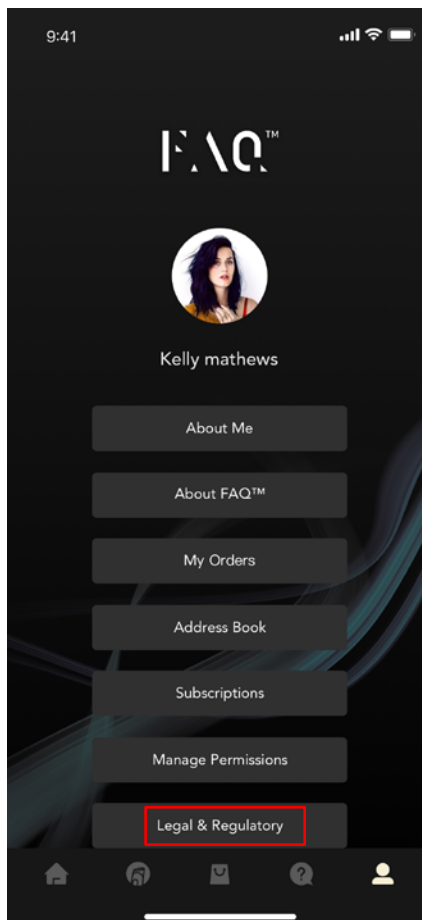 9:41
FAQ™
Kelly mathews
About Me
About FAQ™
My Orders
Address Book
Subscriptions
Manage Permissions
Legal & Regulatory
?